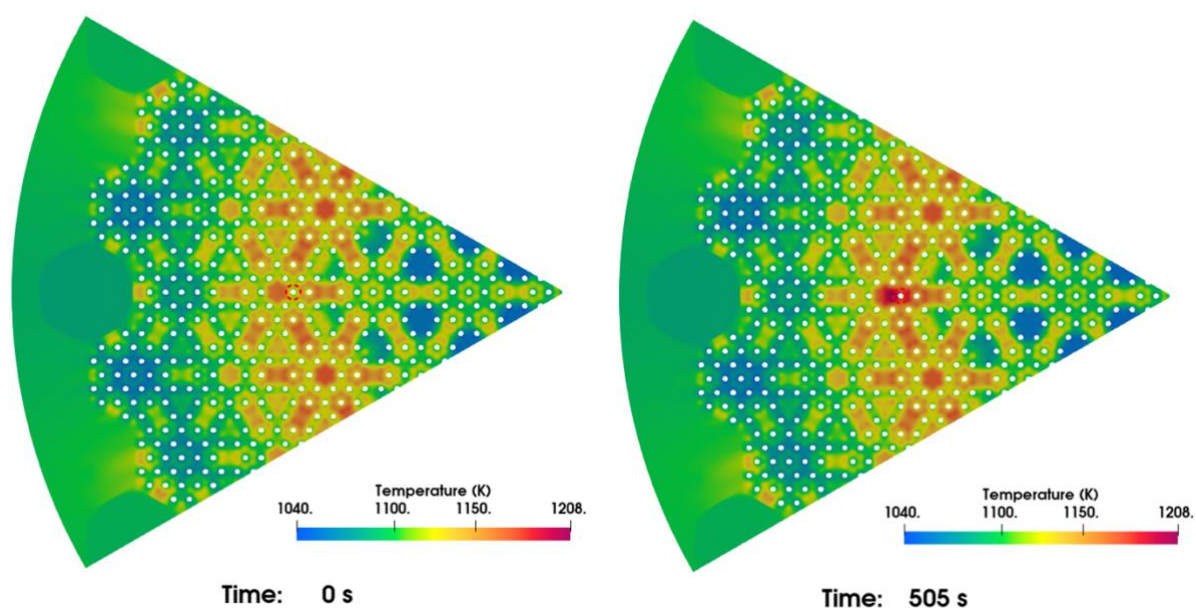 Temperature (K)
1040. 1100. 1150. 1208.
Time: 0 s
Temperature (K)
1040. 1100. 1150. 1208.
Time: 505 s